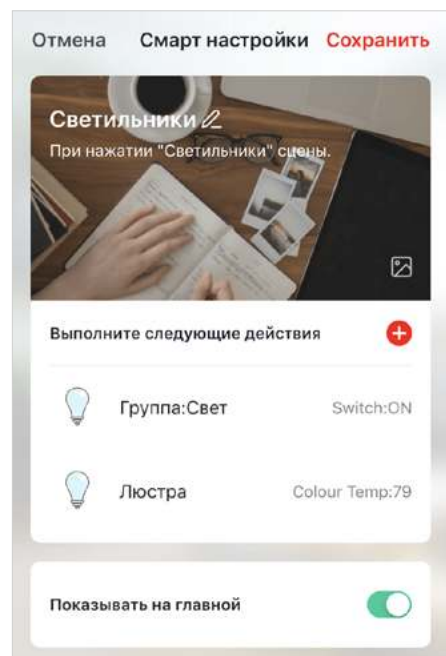 Отмена Смарт настройки Сохранить
Светильники
При нажатии "Светильники" сцены.
Выполните следующие действия
Группа:Свет Switch:ON
Люстра Colour Temp:79
Показывать на главной